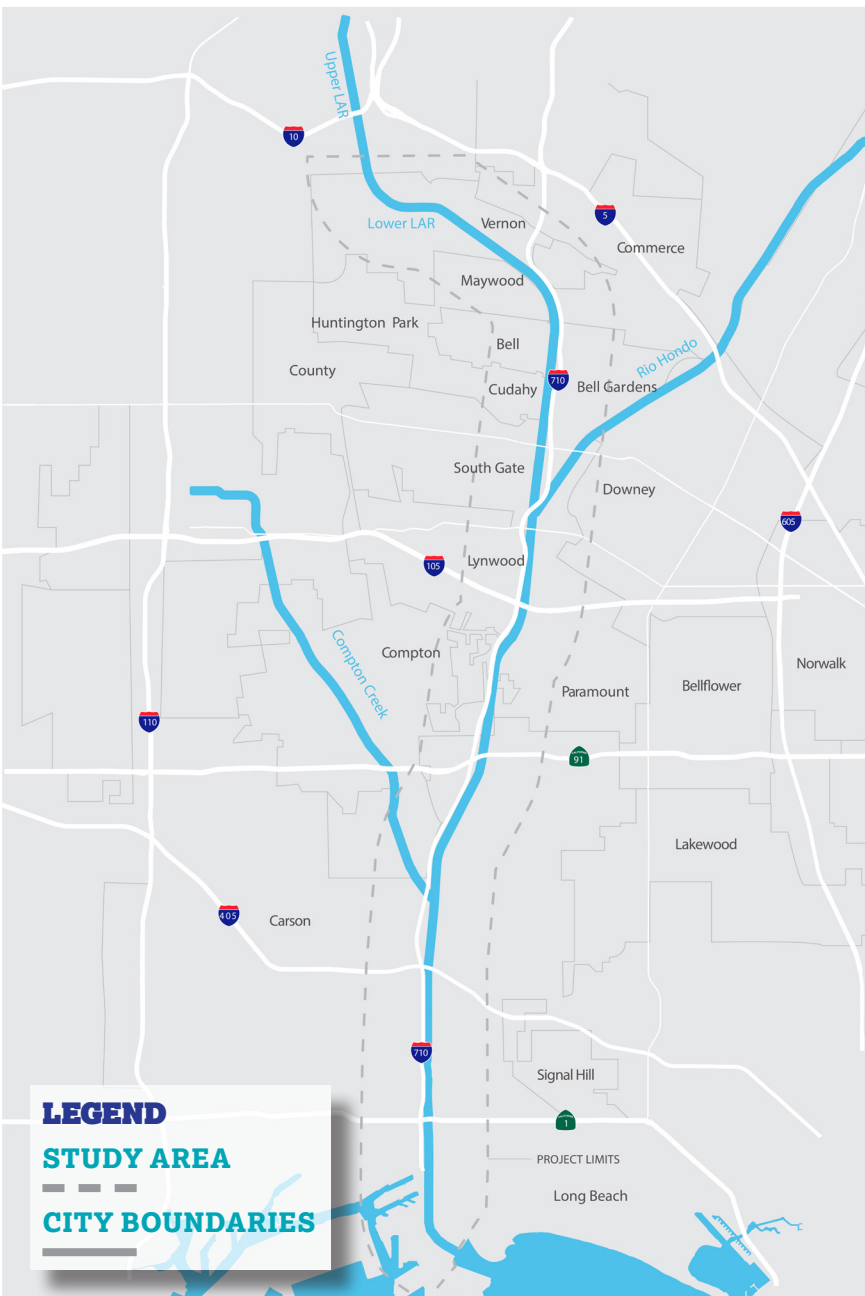 Upper LAR
10
5
Lower LAR
Vernon
Commerce
Maywood
Huntington Park
Bell
Rio Hondo
County
Cudahy
710
Bell Gardens
South Gate
Downey
605
Lynwood
105
Compton Creek
Compton
Norwalk
Paramount
Bellflower
110
91
Lakewood
405
Carson
710
Signal Hill
1
PROJECT LIMITS
Long Beach
LEGEND
STUDY AREA
CITY BOUNDARIES